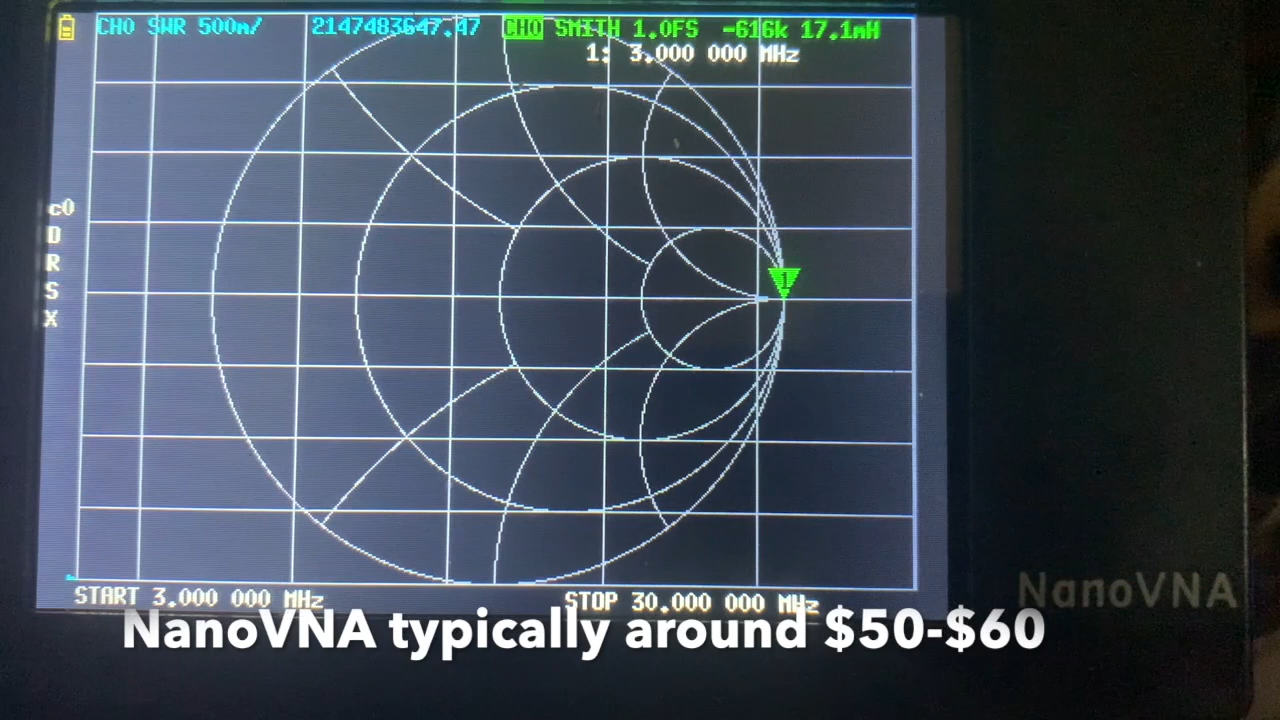 CH0 SWR 500m/ 2147483647.47 CH0 SMITH 1.0FS -616k 17.1mH
1: 3.000 000 MHz
c0
D
R
S
X
1
START 3.000 000 MHz STOP 30.000 000 MHz
NanoVNA
NanoVNA typically around $50-$60